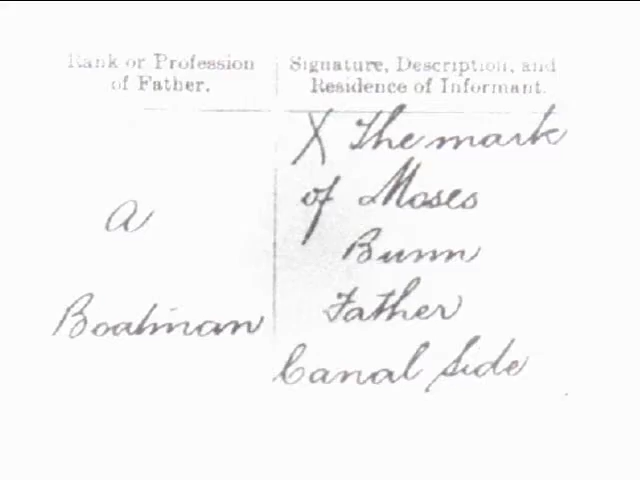 Rank or Profession
of Father.
Signature, Description, and
Residence of Informant.
A
Boatman
X The mark
of Moses
Bunn
Father
Canal Side